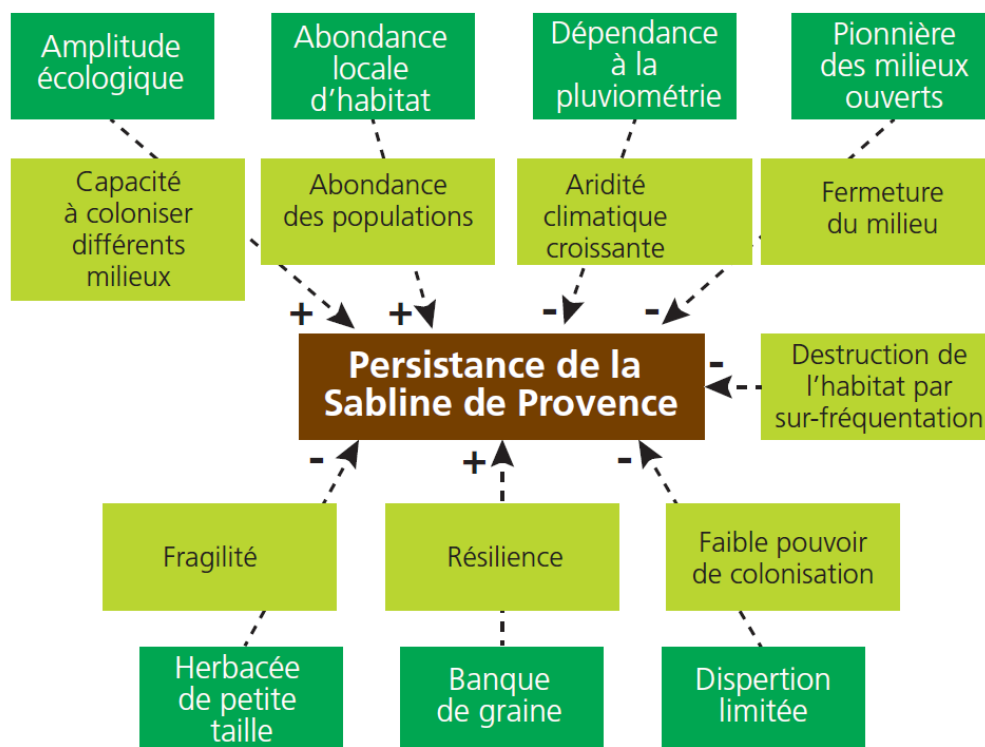 Amplitude
écologique
Abondance
locale
d'habitat
Dépendance
à la
pluviométrie
Pionnière
des milieux
ouverts
Capacité
à coloniser
différents
milieux
Abondance
des populations
Aridité
climatique
croissante
Fermeture
du milieu
+
+
-
-
Persistance de la
Sabline de Provence
-
Destruction de
l'habitat par
sur-fréquentation
-
+
-
Fragilité
Résilience
Faible pouvoir
de colonisation
Herbacée
de petite
taille
Banque
de graine
Dispertion
limitée